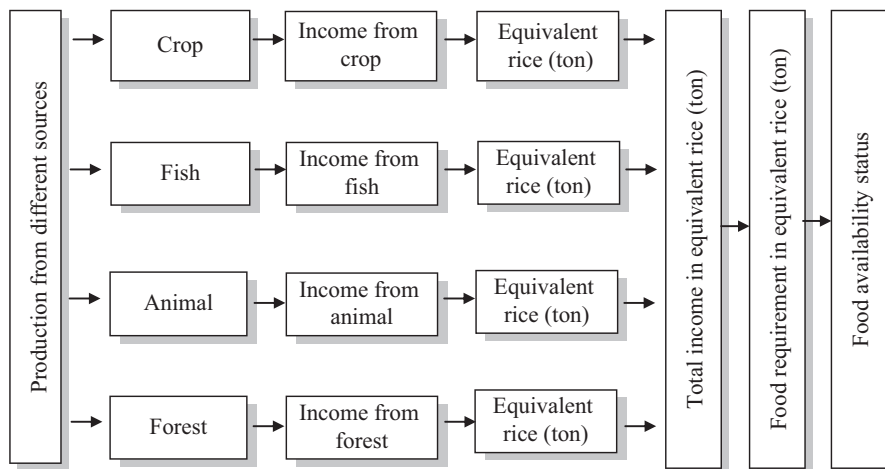 Production from different sources
Crop
Income from
crop
Equivalent
rice (ton)
Fish
Income from
fish
Equivalent
rice (ton)
Animal
Income from
animal
Equivalent
rice (ton)
Forest
Income from
forest
Equivalent
rice (ton)
Total income in equivalent rice (ton)
Food requirement in equivalent rice (ton)
Food availability status